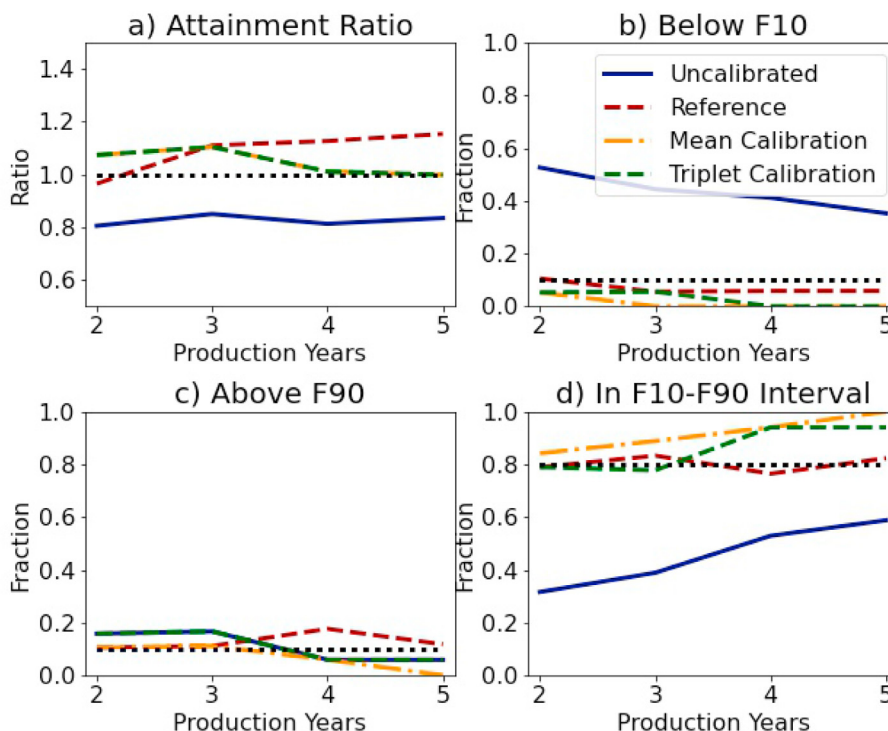 a) Attainment Ratio
1.4
1.2
1.0
0.8
0.6
Ratio
2 3 4 5
Production Years
b) Below F10
1.0
0.8
0.6
0.4
0.2
0.0
Fraction
Uncalibrated
Reference
Mean Calibration
Triplet Calibration
2 3 4 5
Production Years
c) Above F90
1.0
0.8
0.6
0.4
0.2
0.0
Fraction
2 3 4 5
Production Years
d) In F10-F90 Interval
1.0
0.8
0.6
0.4
0.2
0.0
Fraction
2 3 4 5
Production Years